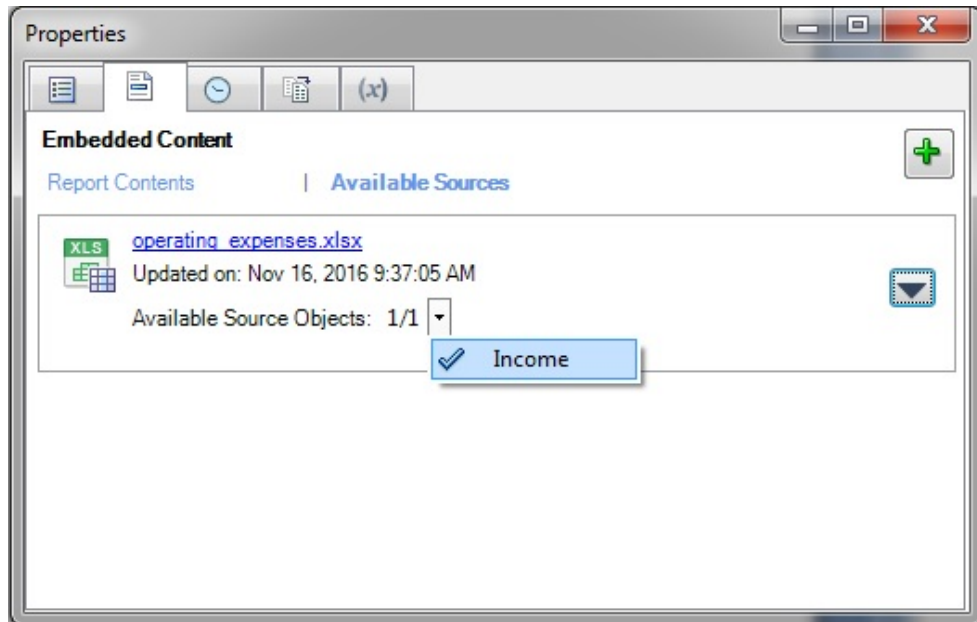 Properties
(x)
Embedded Content
Report Contents | Available Sources
XLS
operating_expenses.xlsx
Updated on: Nov 16, 2016 9:37:05 AM
Available Source Objects: 1/1
Income